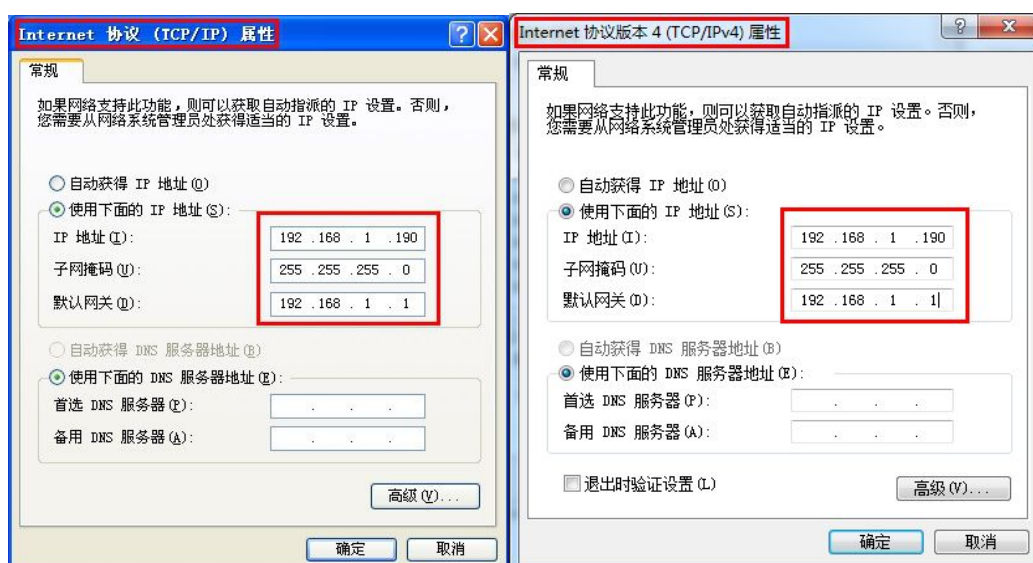 Internet 协议 (TCP/IP) 属性
常规
如果网络支持此功能，则可以获取自动指派的 IP 设置。否则，
您需要从网络系统管理员处获得适当的 IP 设置。
自动获得 IP 地址(O)
使用下面的 IP 地址(S):
IP 地址(I): 192 .168 . 1 .190
子网掩码(U): 255 .255 .255 . 0
默认网关(D): 192 .168 . 1 . 1
自动获得 DNS 服务器地址(B)
使用下面的 DNS 服务器地址(E):
首选 DNS 服务器(P): . . .
备用 DNS 服务器(A): . . .
高级(V)...
确定 取消
Internet 协议版本 4 (TCP/IPv4) 属性
常规
如果网络支持此功能，则可以获取自动指派的 IP 设置。否则，
您需要从网络系统管理员处获得适当的 IP 设置。
自动获得 IP 地址(O)
使用下面的 IP 地址(S):
IP 地址(I): 192 .168 . 1 .190
子网掩码(U): 255 .255 .255 . 0
默认网关(D): 192 .168 . 1 . 1
自动获得 DNS 服务器地址(B)
使用下面的 DNS 服务器地址(E):
首选 DNS 服务器(P): . . .
备用 DNS 服务器(A): . . .
退出时验证设置(L)
高级(V)...
确定 取消